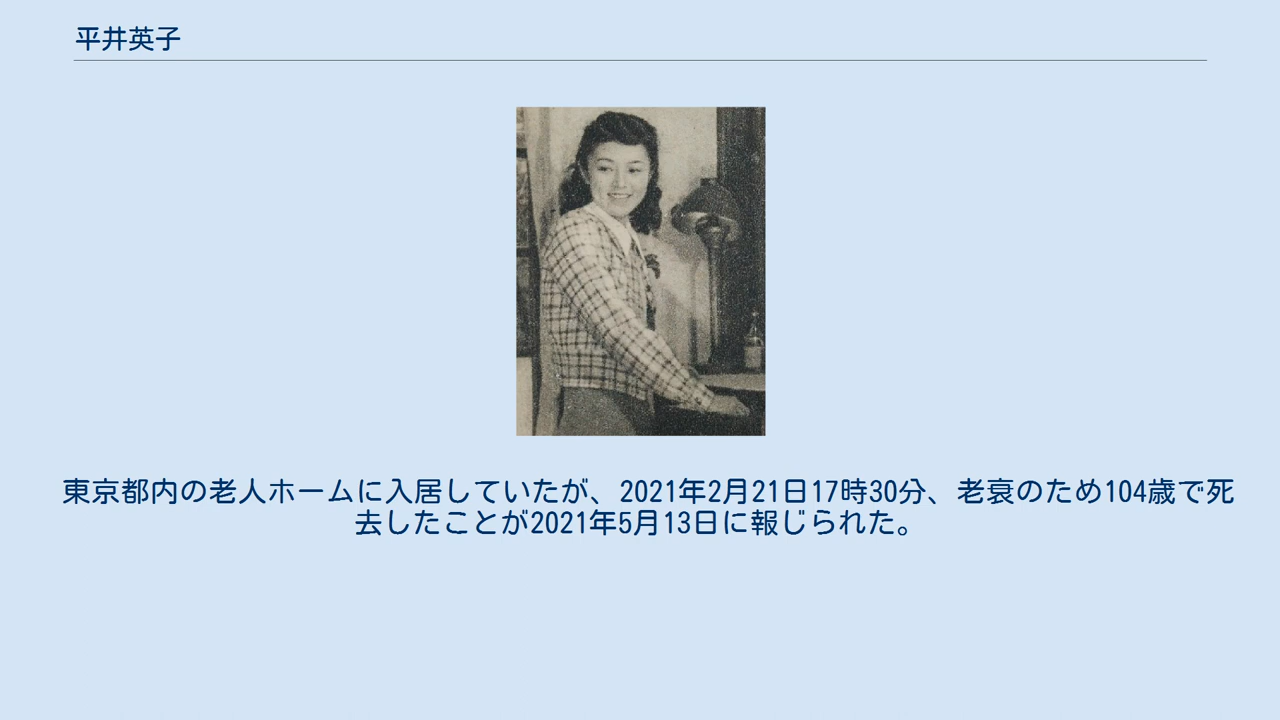 平井英子
東京都内の老人ホームに入居していたが、2021年2月21日17時30分、老衰のため104歳で死
去したことが2021年5月13日に報じられた。